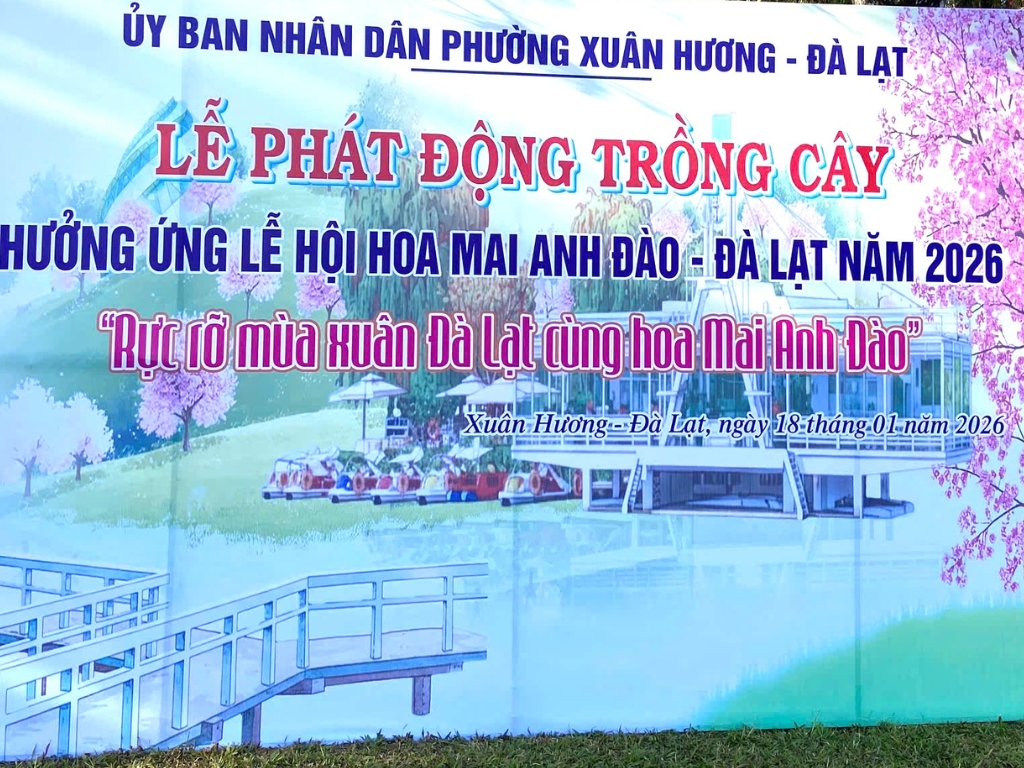 ỦY BAN NHÂN DÂN PHƯỜNG XUÂN HƯƠNG - ĐÀ LẠT
LỄ PHÁT ĐỘNG TRỒNG CÂY
HƯỞNG ỨNG LỄ HỘI HOA MAI ANH ĐÀO - ĐÀ LẠT NĂM 2026
“Rực rỡ mùa xuân Đà Lạt cùng hoa Mai Anh Đào”
Xuân Hương - Đà Lạt, ngày 18 tháng 01 năm 2026